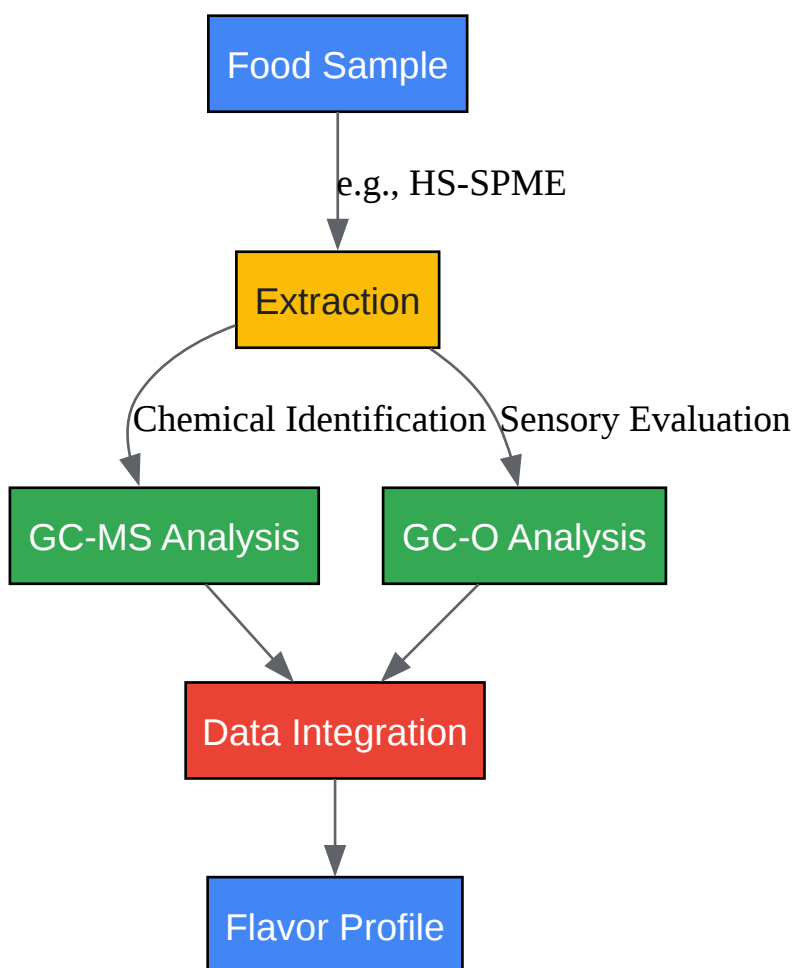 Food Sample
e.g., HS-SPME
Extraction
Chemical Identification
Sensory Evaluation
GC-MS Analysis
GC-O Analysis
Data Integration
Flavor Profile